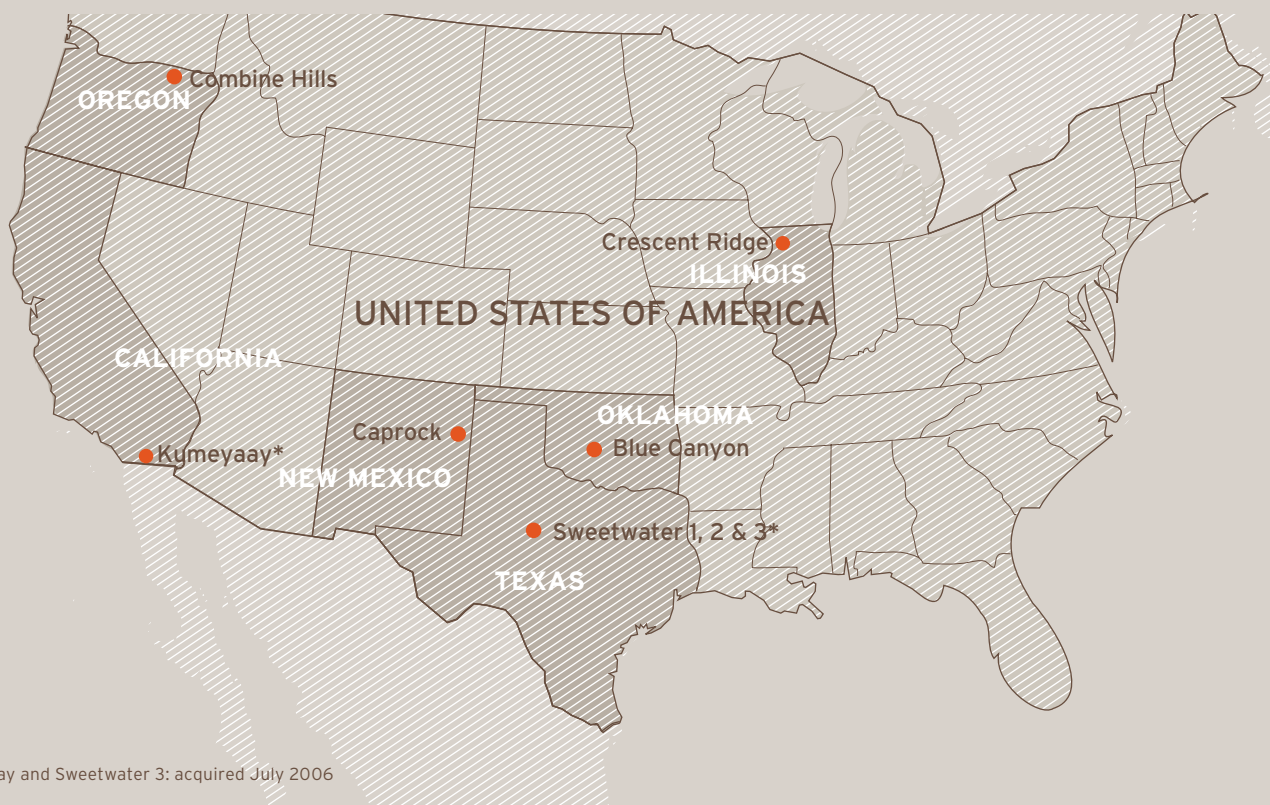 Combine Hills
OREGON
Crescent Ridge
ILLINOIS
UNITED STATES OF AMERICA
CALIFORNIA
OKLAHOMA
Caprock
Blue Canyon
Kumeyaay*
NEW MEXICO
Sweetwater 1, 2 & 3*
TEXAS
and Sweetwater 3: acquired July 2006